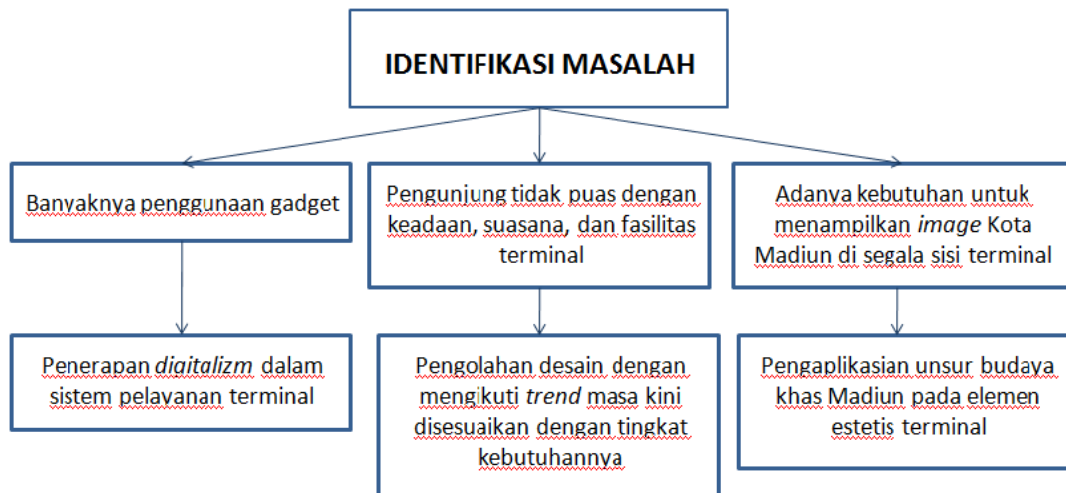 IDENTIFIKASI MASALAH
Banyaknya penggunaan gadget
Pengunjung tidak puas dengan
keadaan, suasana, dan fasilitas
terminal
Adanya kebutuhan untuk
menampilkan image Kota
Madiun di segala sisi terminal
Penerapan digitalizm dalam
sistem pelayanan terminal
Pengolahan desain dengan
mengikuti trend masa kini
disesuaikan dengan tingkat
kebutuhannya
Pengaplikasian unsur budaya
khas Madiun pada elemen
estetis terminal